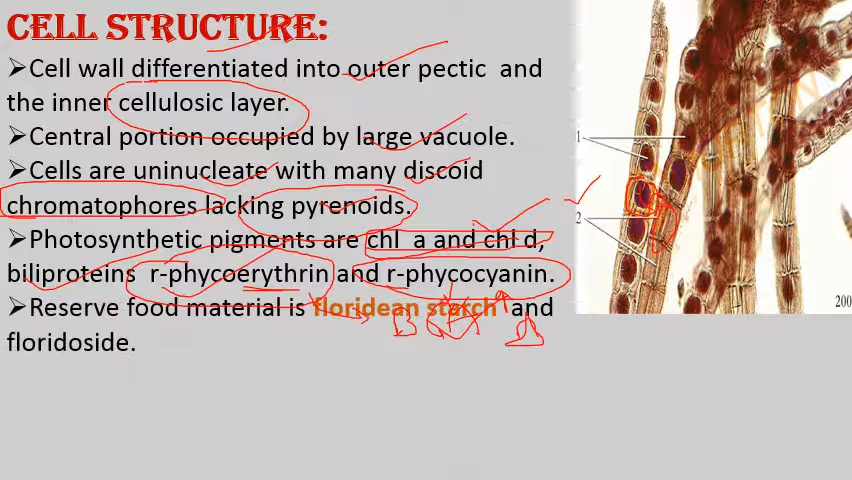 CELL STRUCTURE:
➢Cell wall differentiated into outer pectic and
the inner cellulosic layer.
➢Central portion occupied by large vacuole.
➢Cells are uninucleate with many discoid
chromatophores lacking pyrenoids.
➢Photosynthetic pigments are chl a and chl d,
biliproteins r-phycoerythrin and r-phycocyanin.
➢Reserve food material is floridean starch and
floridoside.
1
2
200